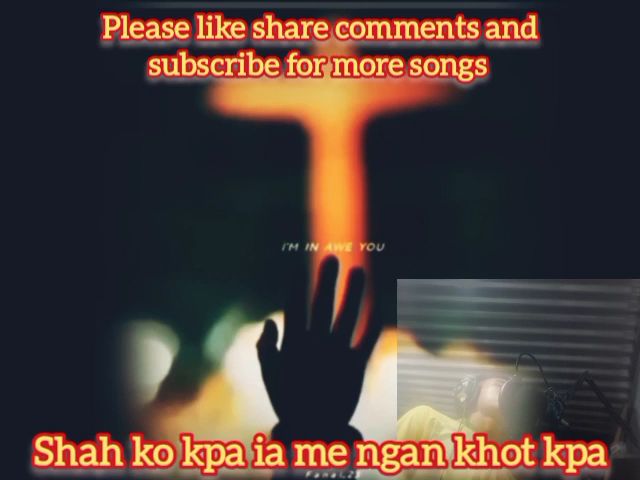 Please like share comments and
subscribe for more songs
I'M IN AWE YOU
Shah ko kpa ia me ngan khot kpa